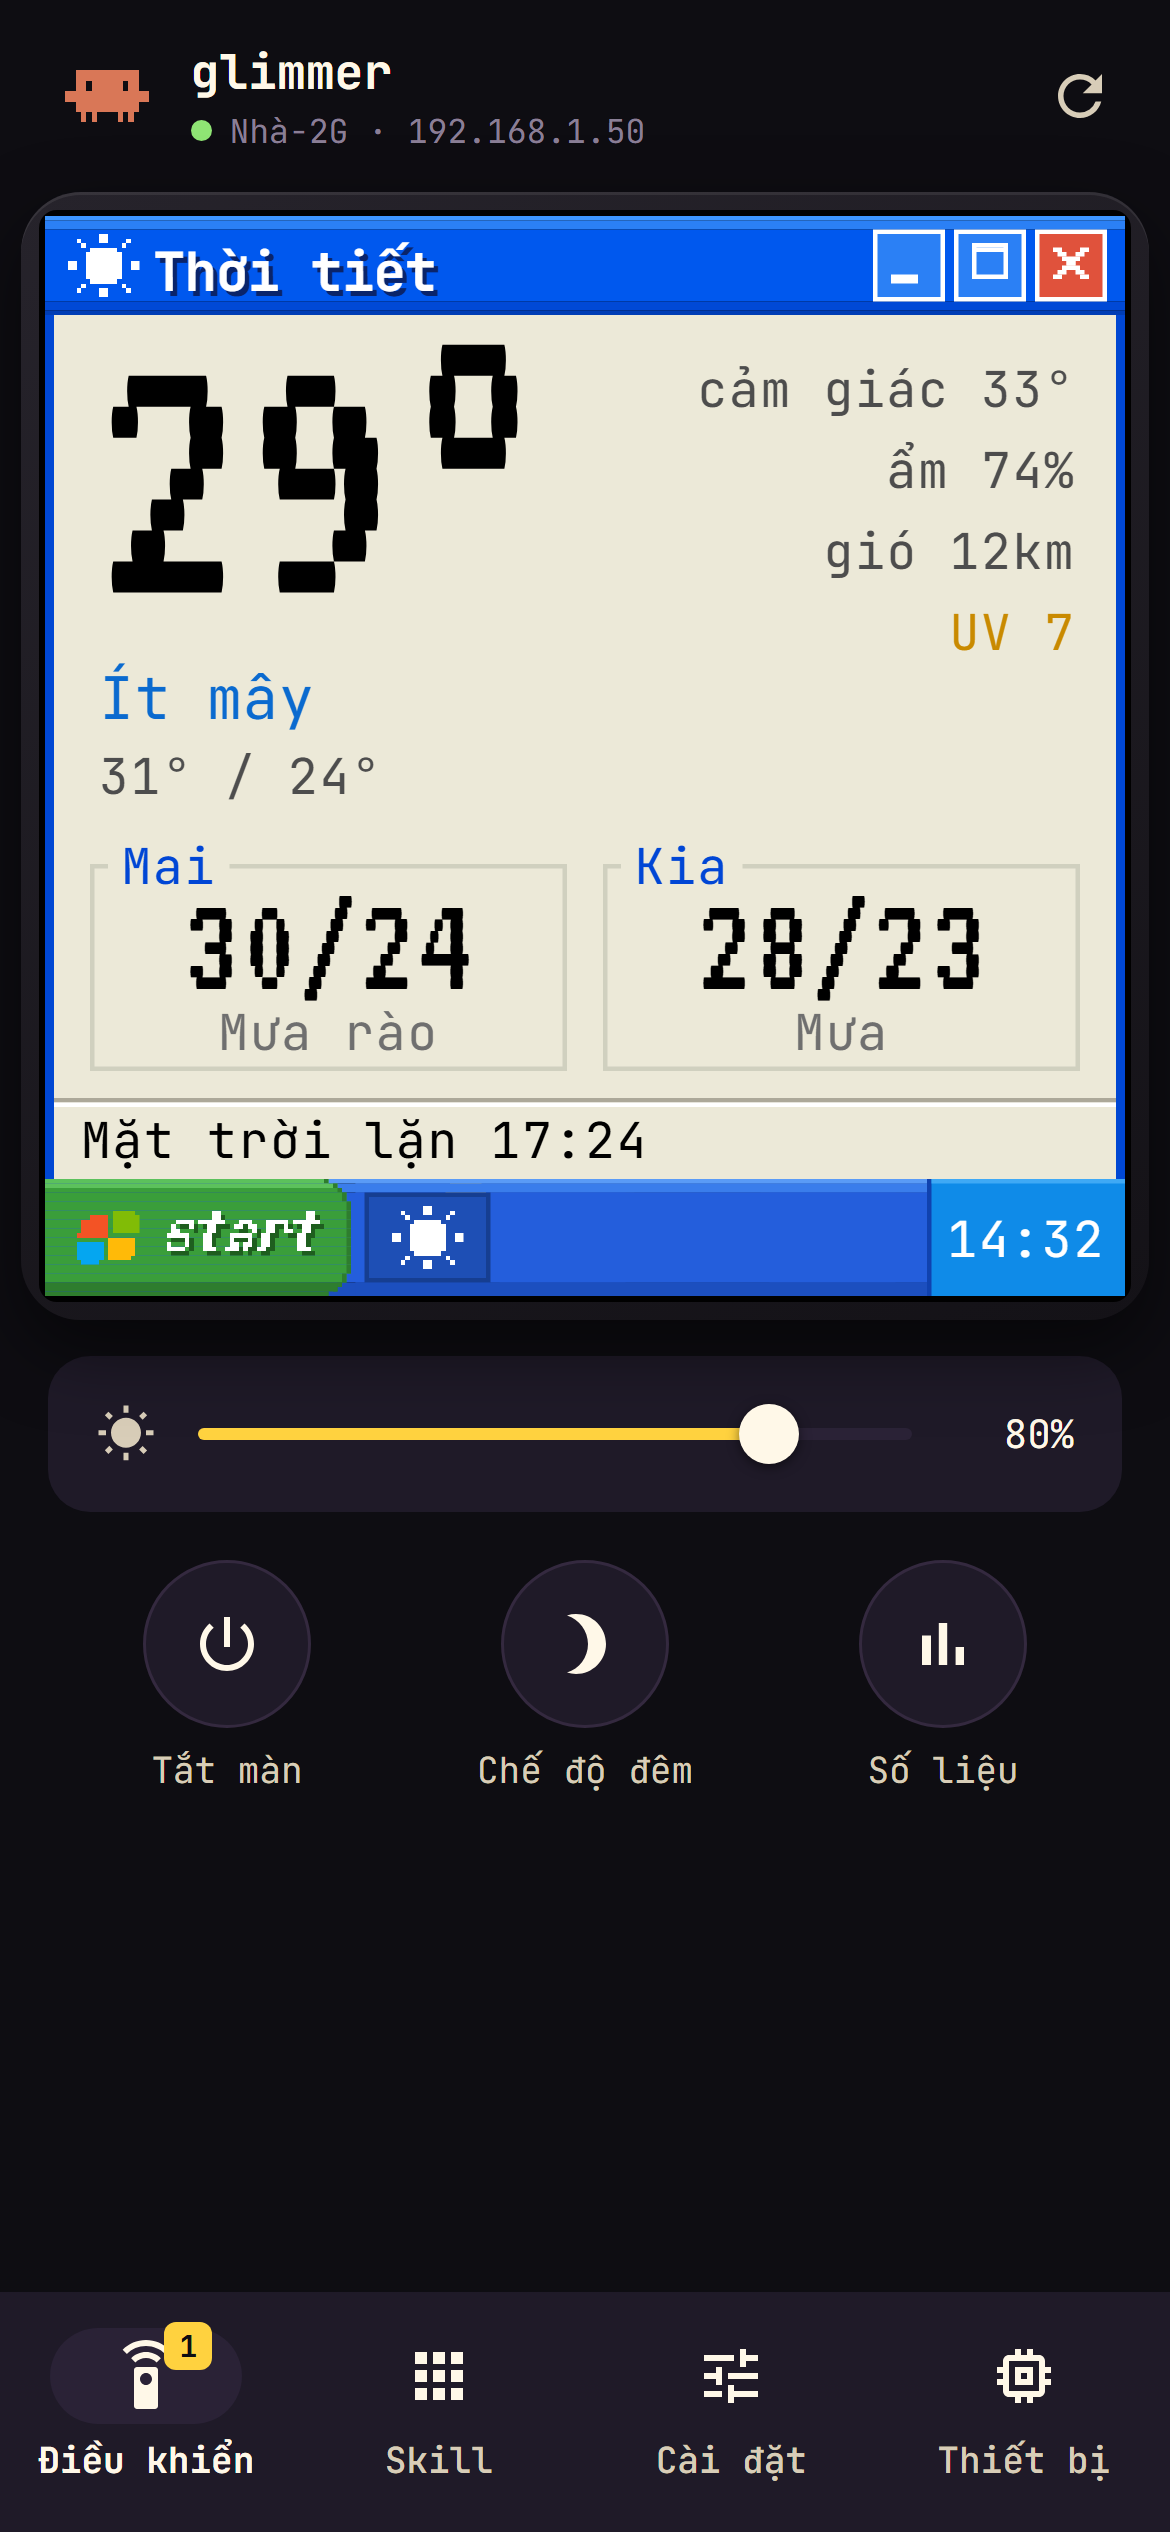 glimmer
Nhà-2G · 192.168.1.50
Thời tiết
29°
cảm giác 33°
ẩm 74%
gió 12km
UV 7
Ít mây
31° / 24°
Mai
30/24
Mưa rào
Kia
28/23
Mưa
Mặt trời lặn 17:24
start
14:32
80%
Tắt màn
Chế độ đêm
Số liệu
1
Điều khiển
Skill
Cài đặt
Thiết bị